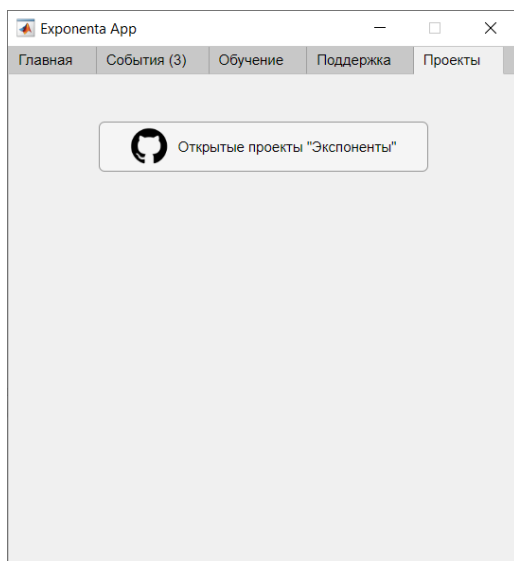 Exponenta App
Главная События (3) Обучение Поддержка Проекты
Открытые проекты "Экспоненты"